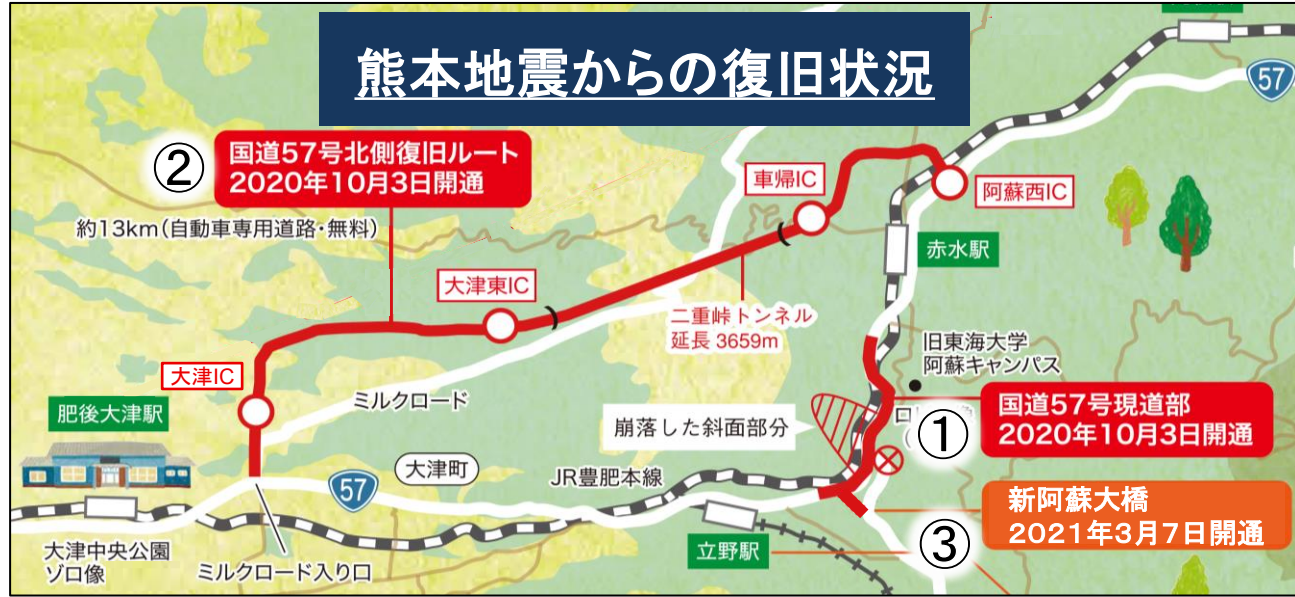 熊本地震からの復旧状況
57
②
国道57号北側復旧ルート
2020年10月3日開通
約13km(自動車専用道路・無料)
車帰IC
阿蘇西IC
赤水駅
大津東IC
二重峠トンネル
延長 3659m
旧東海大学
阿蘇キャンパス
大津IC
ミルクロード
肥後大津駅
崩落した斜面部分
①
国道57号現道部
2020年10月3日開通
大津町
57
JR豊肥本線
新阿蘇大橋
2021年3月7日開通
③
立野駅
大津中央公園
ゾロ像
ミルクロード入り口